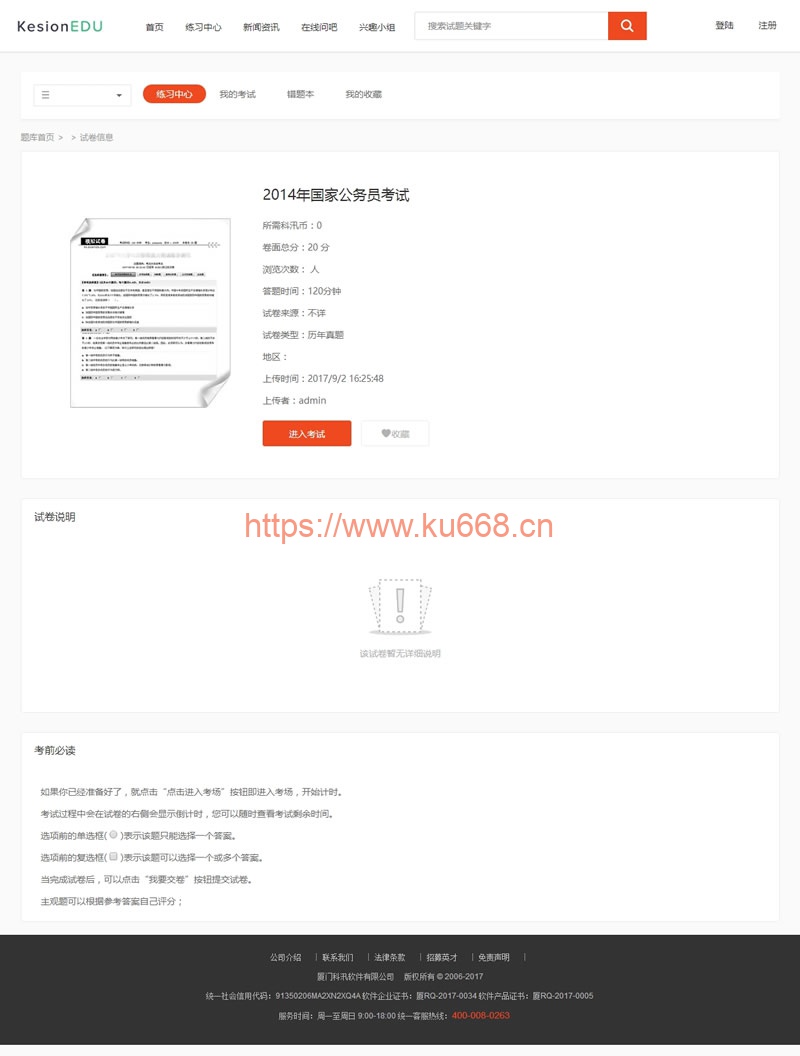 KesionEDU 首页 练习中心 新闻资讯 在线问吧 兴趣小组 搜索试题关键字 登陆 注册
练习中心 我的考试 错题本 我的收藏
题库首页 > > 试卷信息
2014年国家公务员考试
所需科汛币：0
卷面总分：20 分
浏览次数： 人
答题时间：120分钟
试卷来源：不详
试卷类型：历年真题
地区：
上传时间：2017/9/2 16:25:48
上传者：admin
进入考试 收藏
模拟试卷
试卷说明
https://www.ku668.cn
该试卷暂无详细说明
考前必读
如果你已经准备好了，就点击“点击进入考场”按钮即进入考场，开始计时。
考试过程中会在试卷的右侧会显示倒计时，您可以随时查看考试剩余时间。
选项前的单选框( )表示该题只能选择一个答案。
选项前的复选框( )表示该题可以选择一个或多个答案。
当完成试卷后，可以点击“我要交卷”按钮提交试卷。
主观题可以根据参考答案自己评分；
公司介绍 | 联系我们 | 法律条款 | 招募英才 | 免责声明 |
厦门科汛软件有限公司 版权所有 © 2006-2017
统一社会信用代码：91350206MA2XN2XQ4A 软件企业证书：厦RQ-2017-0034 软件产品证书：厦RQ-2017-0005
服务时间：周一至周日 9:00-18:00 统一客服热线：400-008-0263